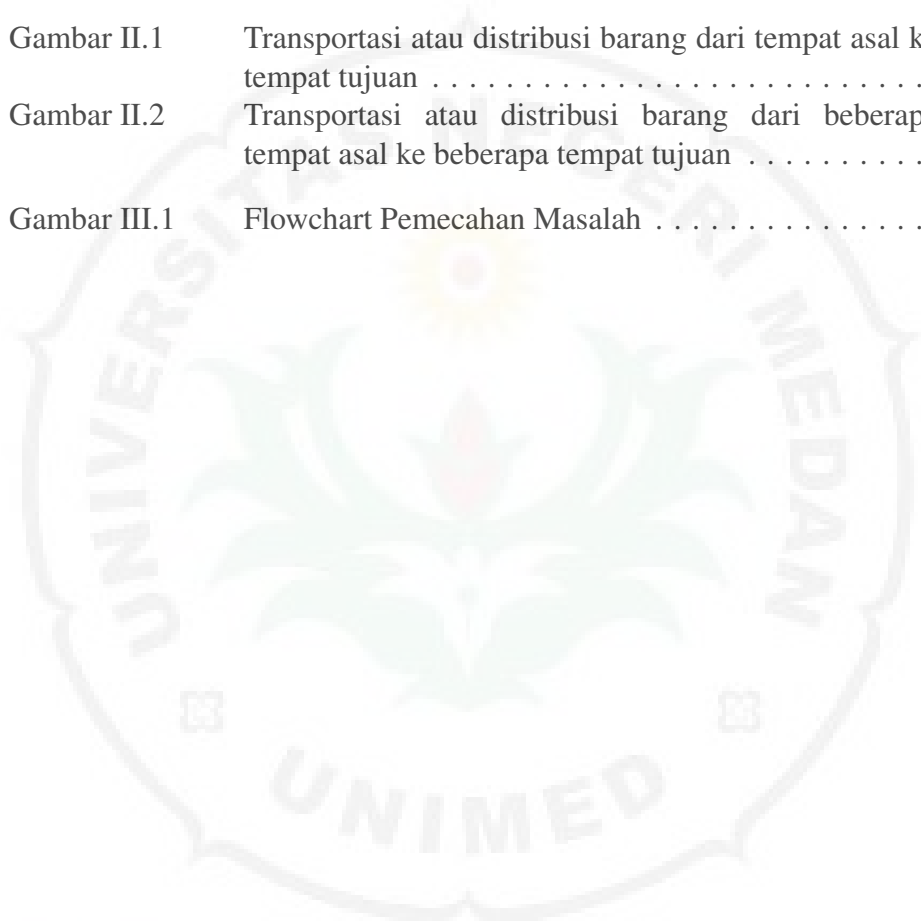 Gambar II.1 Transportasi atau distribusi barang dari tempat asal k
tempat tujuan . . . . . . . . . . . . . . . . . . . . . . . . . . .
Gambar II.2 Transportasi atau distribusi barang dari beberap
tempat asal ke beberapa tempat tujuan . . . . . . . . . .
Gambar III.1 Flowchart Pemecahan Masalah . . . . . . . . . . . . . . .
UNIVERSITAS NEGERI MEDAN
UNIMED